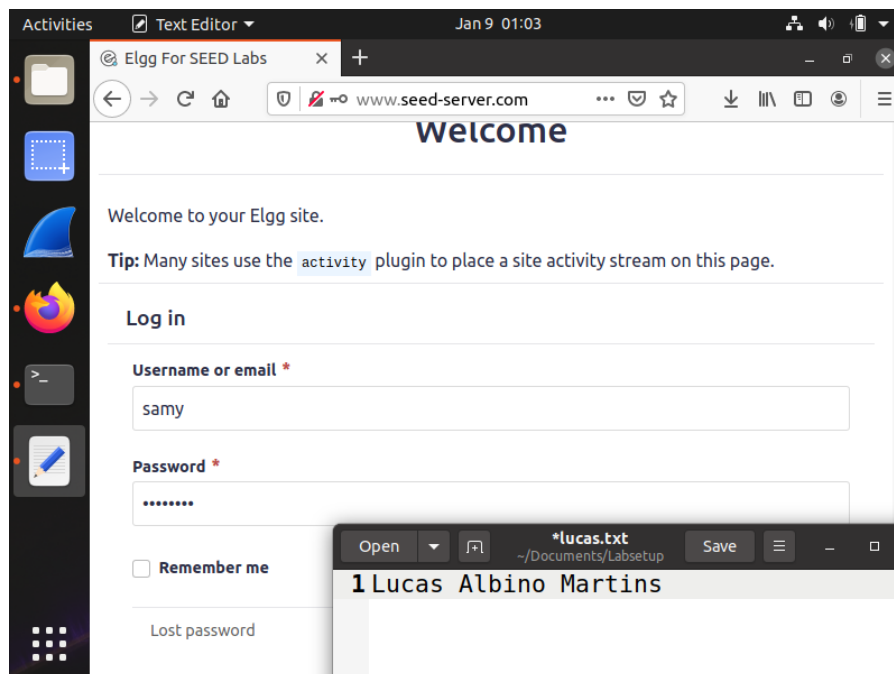 Activities Text Editor Jan 9 01:03
Elgg For SEED Labs
www.seed-server.com
Welcome
Welcome to your Elgg site.
Tip: Many sites use the activity plugin to place a site activity stream on this page.
Log in
Username or email *
samy
Password *
••••••••
Remember me
Lost password
Open *lucas.txt Save
~/Documents/Labsetup
1 Lucas Albino Martins